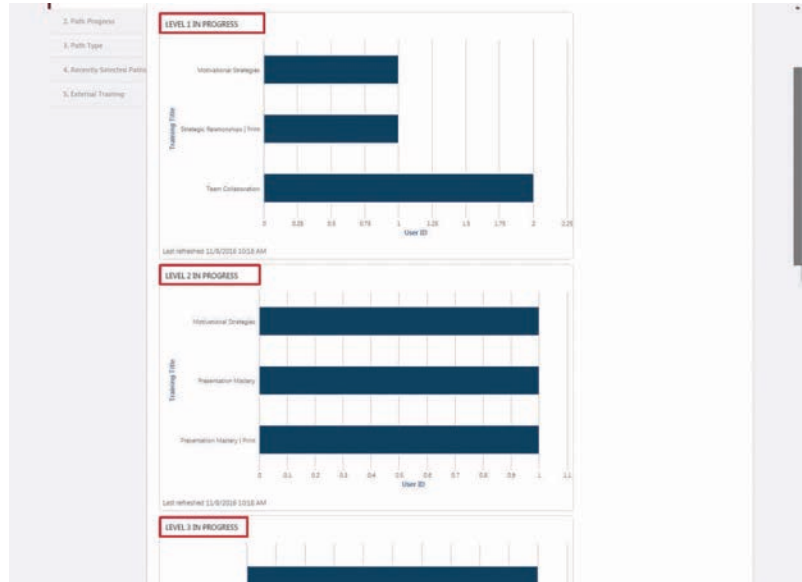 2. Path Progress
3. Path Type
4. Recently Selected Paths
5. External Training
LEVEL 1 IN PROGRESS
Training Title
Motivational Strategies
Strategic Relationships | Print
Team Collaboration
0 0.25 0.5 0.75 1 1.25 1.5 1.75 2 2.25
User ID
Last refreshed 11/9/2018 10:18 AM
LEVEL 2 IN PROGRESS
Training Title
Motivational Strategies
Presentation Mastery
Presentation Mastery | Print
0 0.1 0.2 0.3 0.4 0.5 0.6 0.7 0.8 0.9 1 1.1
User ID
Last refreshed 11/9/2018 10:18 AM
LEVEL 3 IN PROGRESS